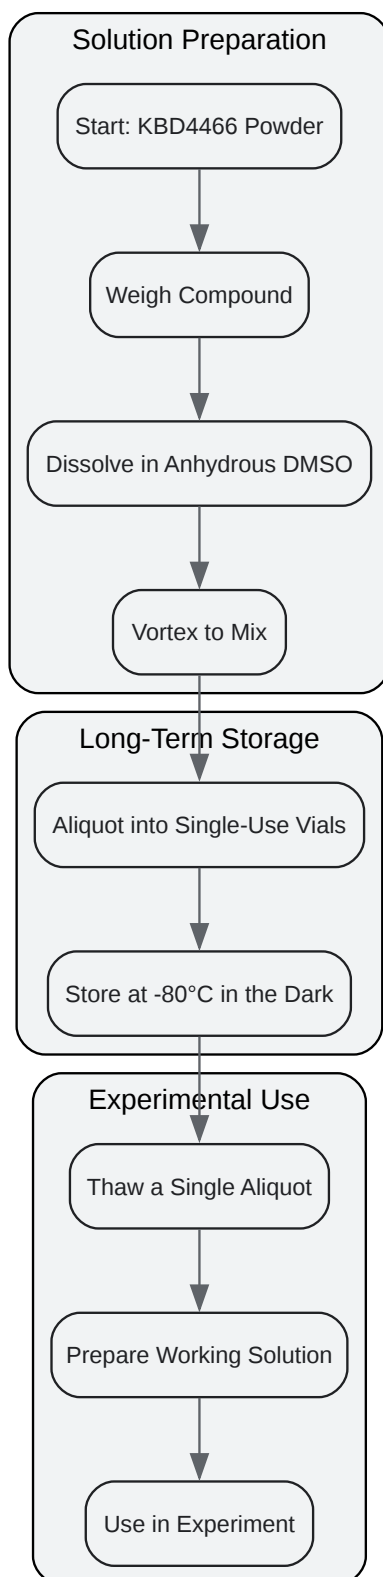 Solution Preparation
Start: KBD4466 Powder
Weigh Compound
Dissolve in Anhydrous DMSO
Vortex to Mix
Long-Term Storage
Aliquot into Single-Use Vials
Store at -80°C in the Dark
Experimental Use
Thaw a Single Aliquot
Prepare Working Solution
Use in Experiment